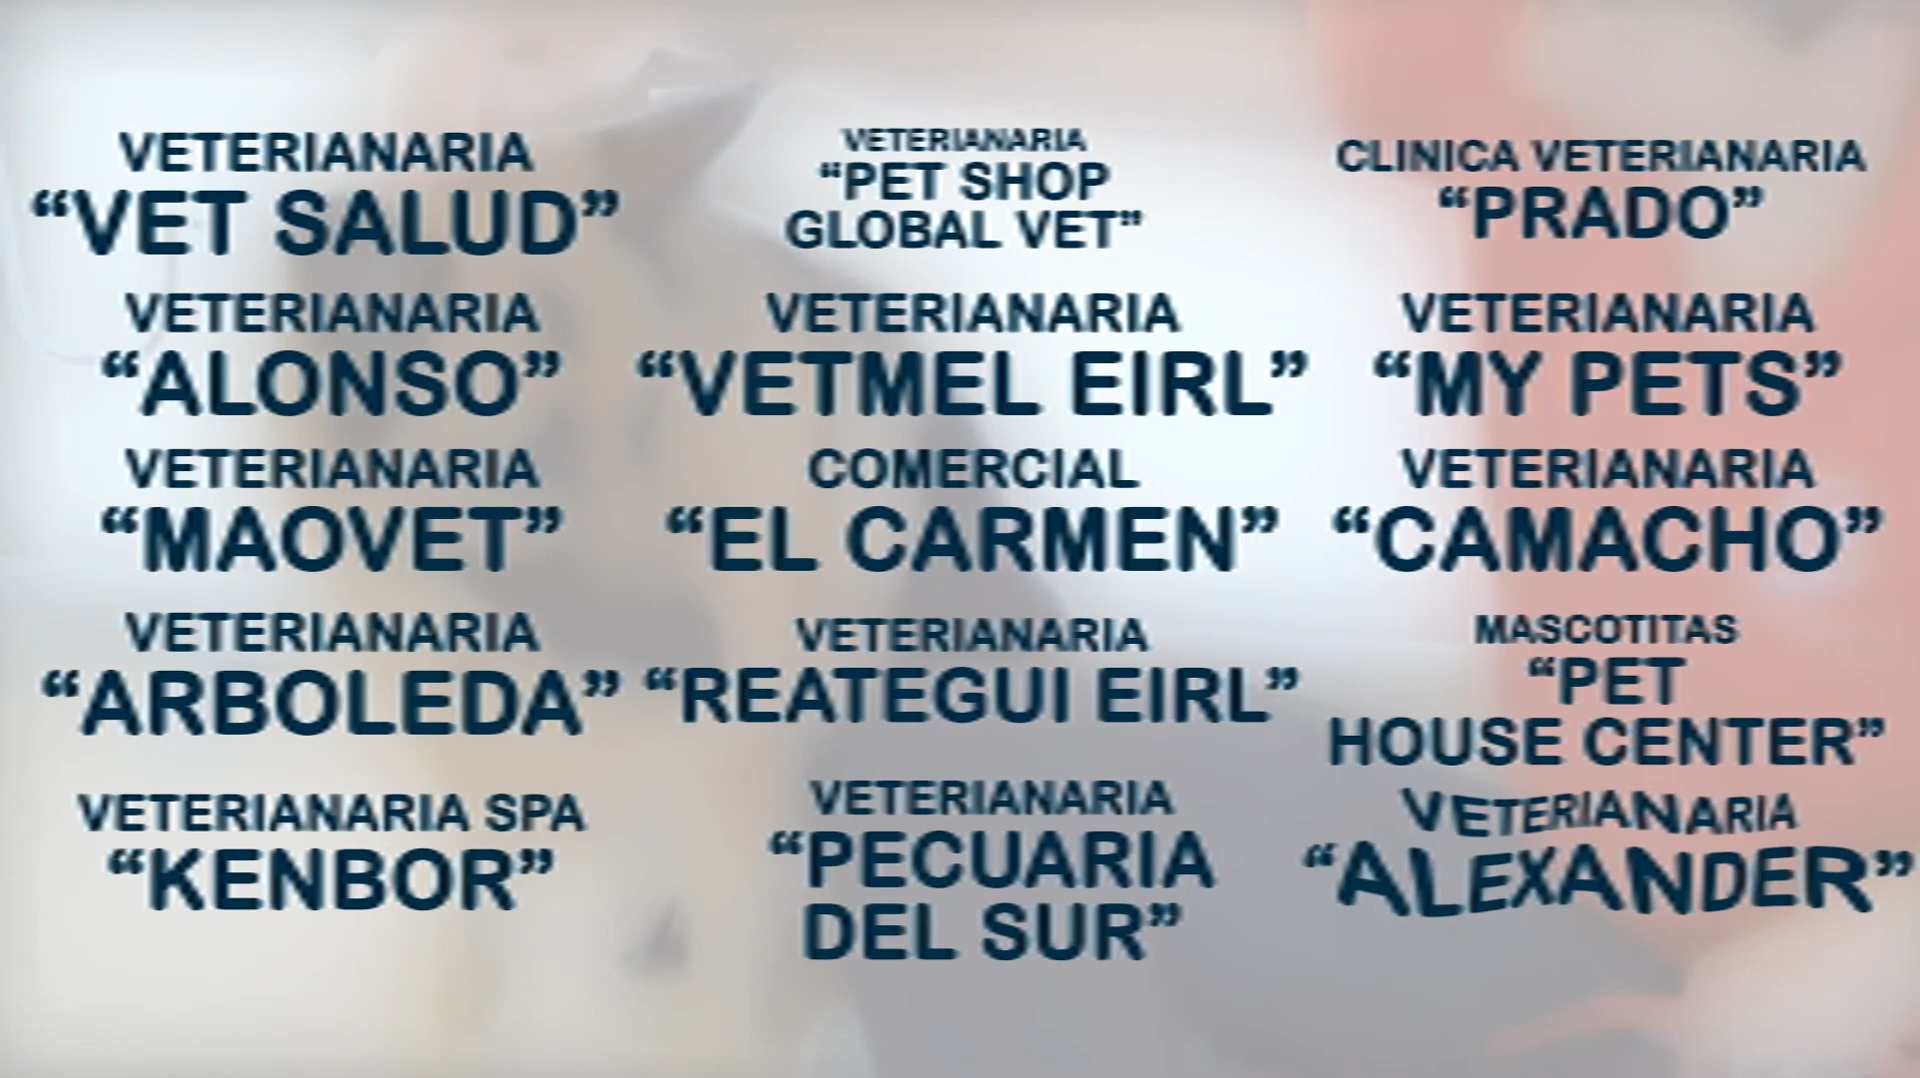 VETERIANARIA
“VET SALUD”
VETERIANARIA
“PET SHOP
GLOBAL VET”
CLINICA VETERIANARIA
“PRADO”
VETERIANARIA
“ALONSO”
VETERIANARIA
“VETMEL EIRL”
VETERIANARIA
“MY PETS”
VETERIANARIA
“MAOVET”
COMERCIAL
“EL CARMEN”
VETERIANARIA
“CAMACHO”
VETERIANARIA
“ARBOLEDA”
VETERIANARIA
“REATEGUI EIRL”
MASCOTITAS
“PET
HOUSE CENTER”
VETERIANARIA SPA
“KENBOR”
VETERIANARIA
“PECUARIA
DEL SUR”
VETERIANARIA
“ALEXANDER”